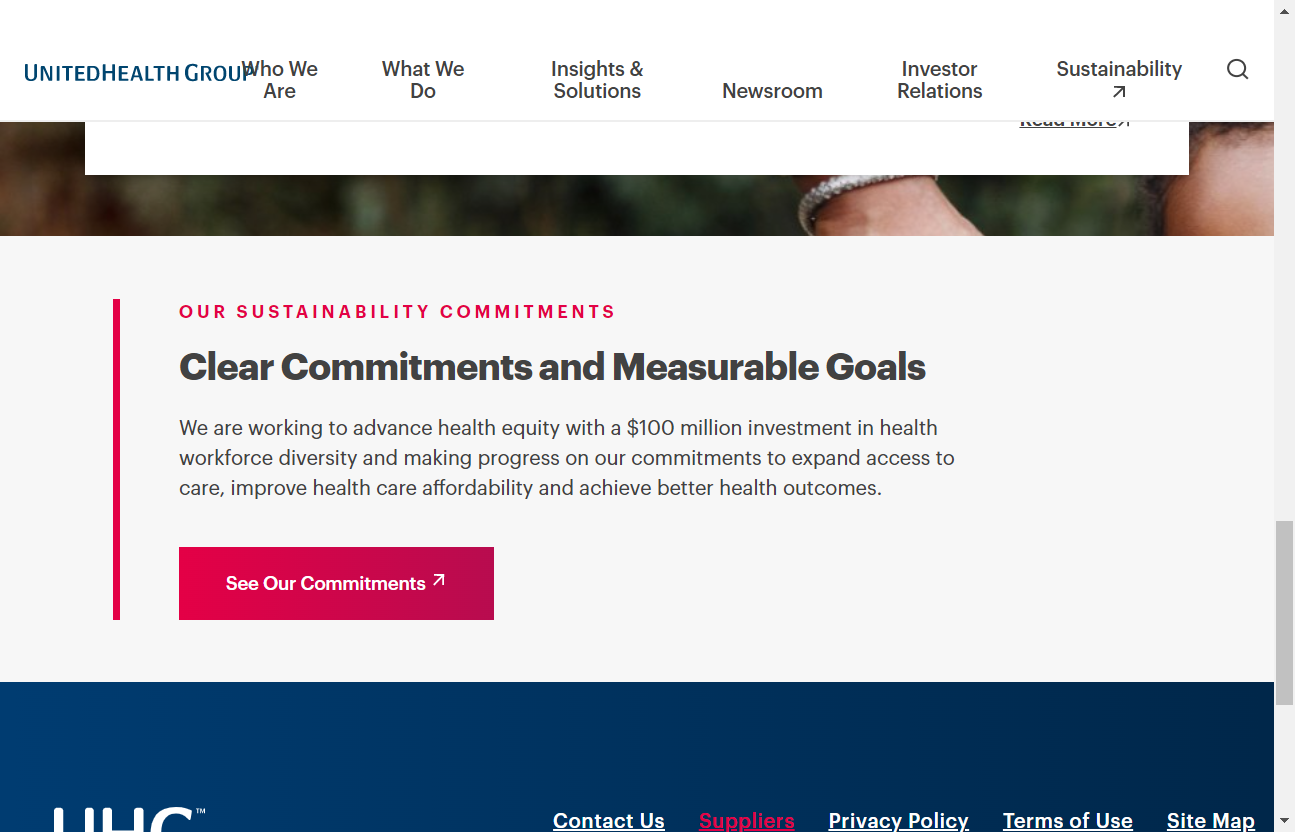 UNITEDHEALTH GROUP
Who We
Are
What We
Do
Insights &
Solutions
Newsroom
Investor
Relations
Sustainability
Read More
OUR SUSTAINABILITY COMMITMENTS
Clear Commitments and Measurable Goals
We are working to advance health equity with a $100 million investment in health
workforce diversity and making progress on our commitments to expand access to
care, improve health care affordability and achieve better health outcomes.
See Our Commitments
UHG™
Contact Us Suppliers Privacy Policy Terms of Use Site Map